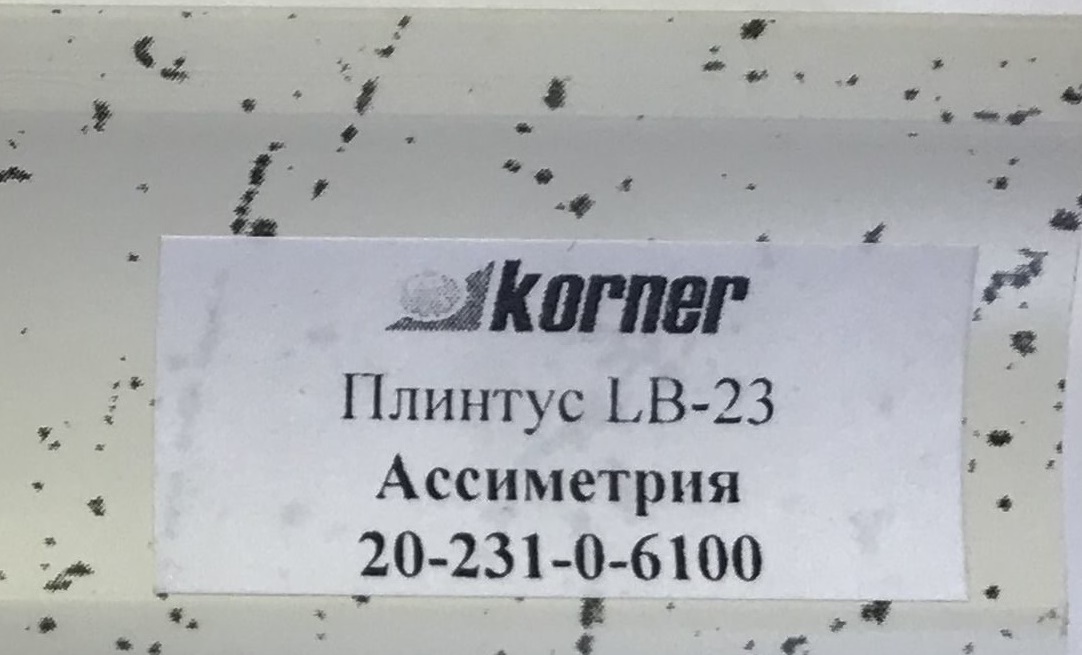 korner
Плинтус LB-23
Ассиметрия
20-231-0-6100